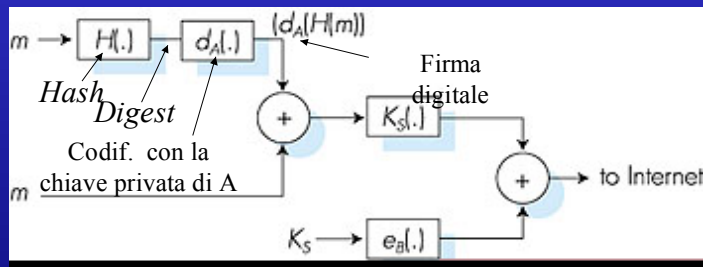 m H(.) d_A(.) (d_A(H(m))
Hash Digest Firma
digitale
Codif. con la
chiave privata di A
+ K_S(.)
m
+ to Internet
K_S e_B(.)